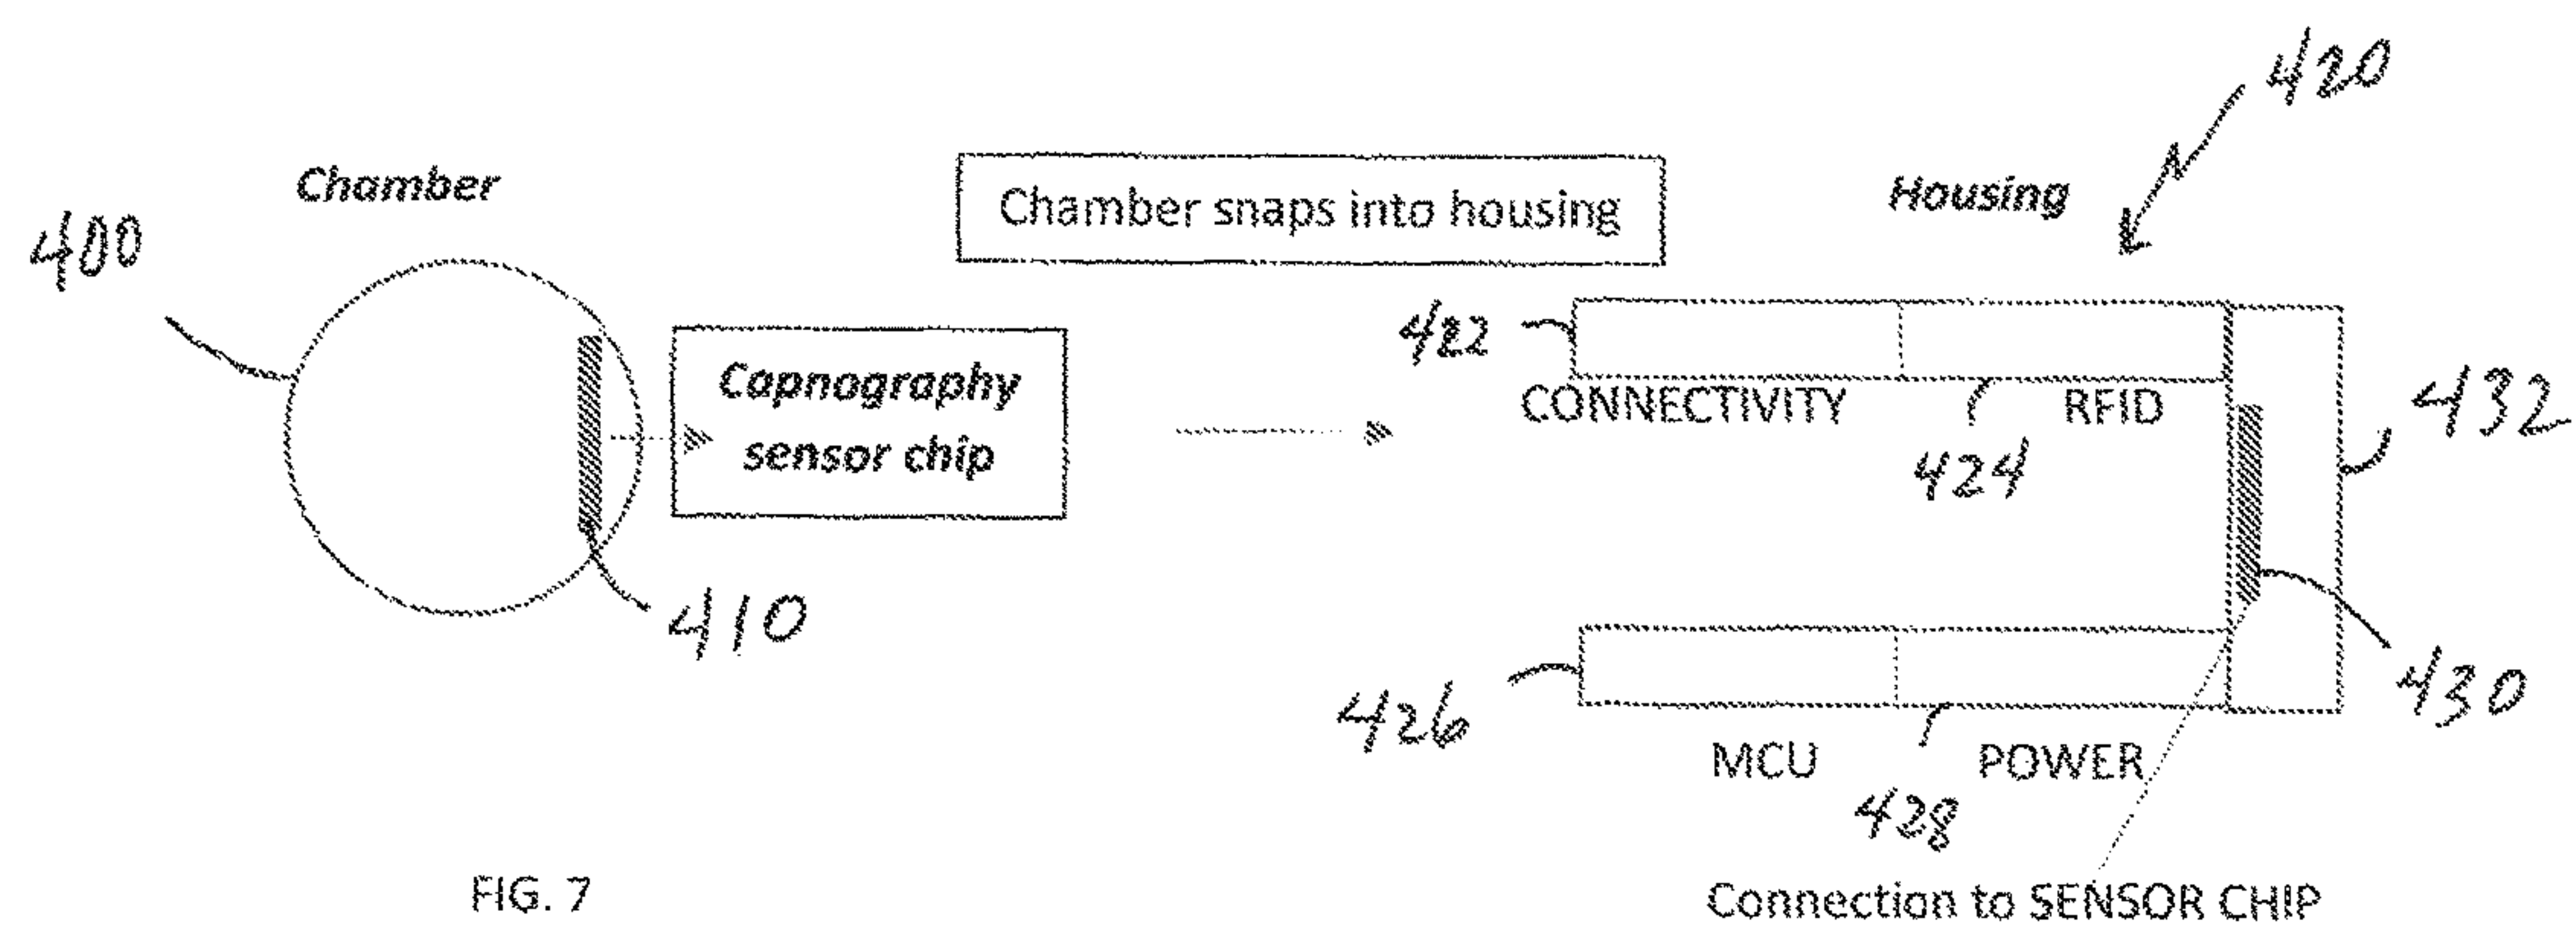 420
Chamber
Chamber snaps into housing
Housing
400
422
Capnography
sensor chip
CONNECTIVITY
RFID
432
424
410
426
430
MCU
POWER
428
FIG. 7
Connection to SENSOR CHIP